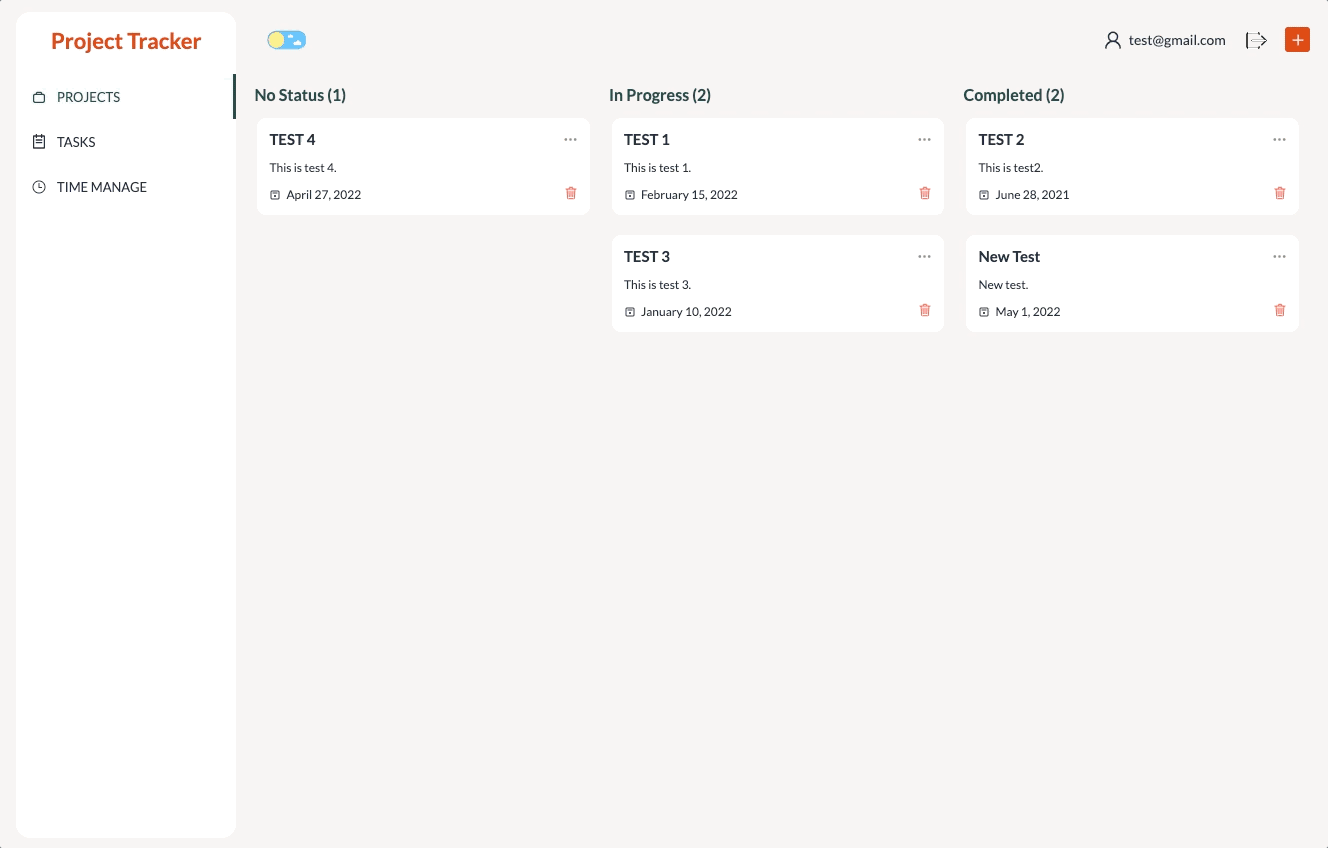 Project Tracker
test@gmail.com
PROJECTS
TASKS
TIME MANAGE
No Status (1)
TEST 4
This is test 4.
April 27, 2022
In Progress (2)
TEST 1
This is test 1.
February 15, 2022
TEST 3
This is test 3.
January 10, 2022
Completed (2)
TEST 2
This is test2.
June 28, 2021
New Test
New test.
May 1, 2022